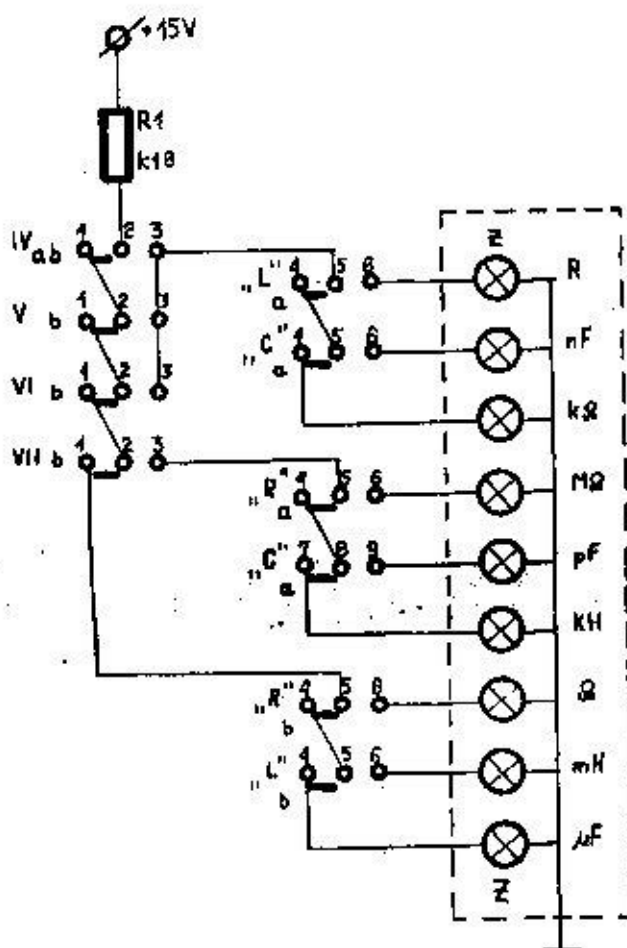 +15V
R1
k10
IV ab 1 2 3
„L" a 4 5 6 Z R
V b 1 2 3
„C" a 4 5 6 nF
VI b 1 2 3
kΩ
VII b 1 2 3
„R" a 4 5 6 MΩ
„C" a 7 8 9 pF
kH
„R" b 4 5 6 Ω
„L" b 4 5 6 mH
μF
Z